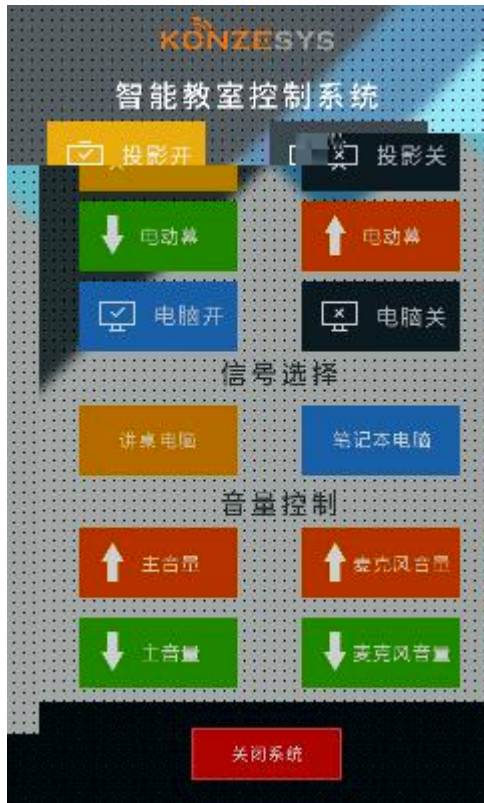 KONZESYS
智能教室控制系统
投影开 投影关
电动幕 电动幕
电脑开 电脑关
信号选择
讲桌电脑 笔记本电脑
音量控制
主音量 麦克风音量
主音量 麦克风音量
关闭系统